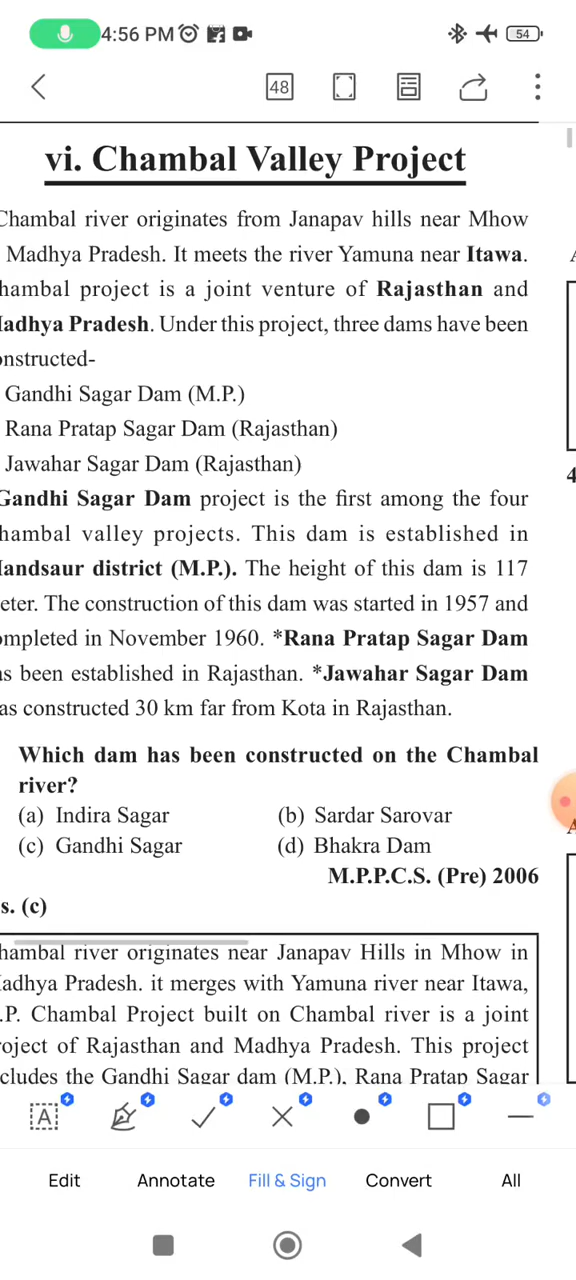 4:56 PM
54
48
vi. Chambal Valley Project
Chambal river originates from Janapav hills near Mhow
Madhya Pradesh. It meets the river Yamuna near Itawa.
hambal project is a joint venture of Rajasthan and
Iadhya Pradesh. Under this project, three dams have been
onstructed-
Gandhi Sagar Dam (M.P.)
Rana Pratap Sagar Dam (Rajasthan)
Jawahar Sagar Dam (Rajasthan)
4
Gandhi Sagar Dam project is the first among the four
hambal valley projects. This dam is established in
Iandsaur district (M.P.). The height of this dam is 117
eter. The construction of this dam was started in 1957 and
ompleted in November 1960. *Rana Pratap Sagar Dam
as been established in Rajasthan. *Jawahar Sagar Dam
as constructed 30 km far from Kota in Rajasthan.
Which dam has been constructed on the Chambal
river?
(a) Indira Sagar (b) Sardar Sarovar
(c) Gandhi Sagar (d) Bhakra Dam
M.P.P.C.S. (Pre) 2006
s. (c)
hambal river originates near Janapav Hills in Mhow in
adhya Pradesh. it merges with Yamuna river near Itawa,
.P. Chambal Project built on Chambal river is a joint
roject of Rajasthan and Madhya Pradesh. This project
cludes the Gandhi Sagar dam (M.P.), Rana Pratap Sagar
A
Edit Annotate Fill & Sign Convert All